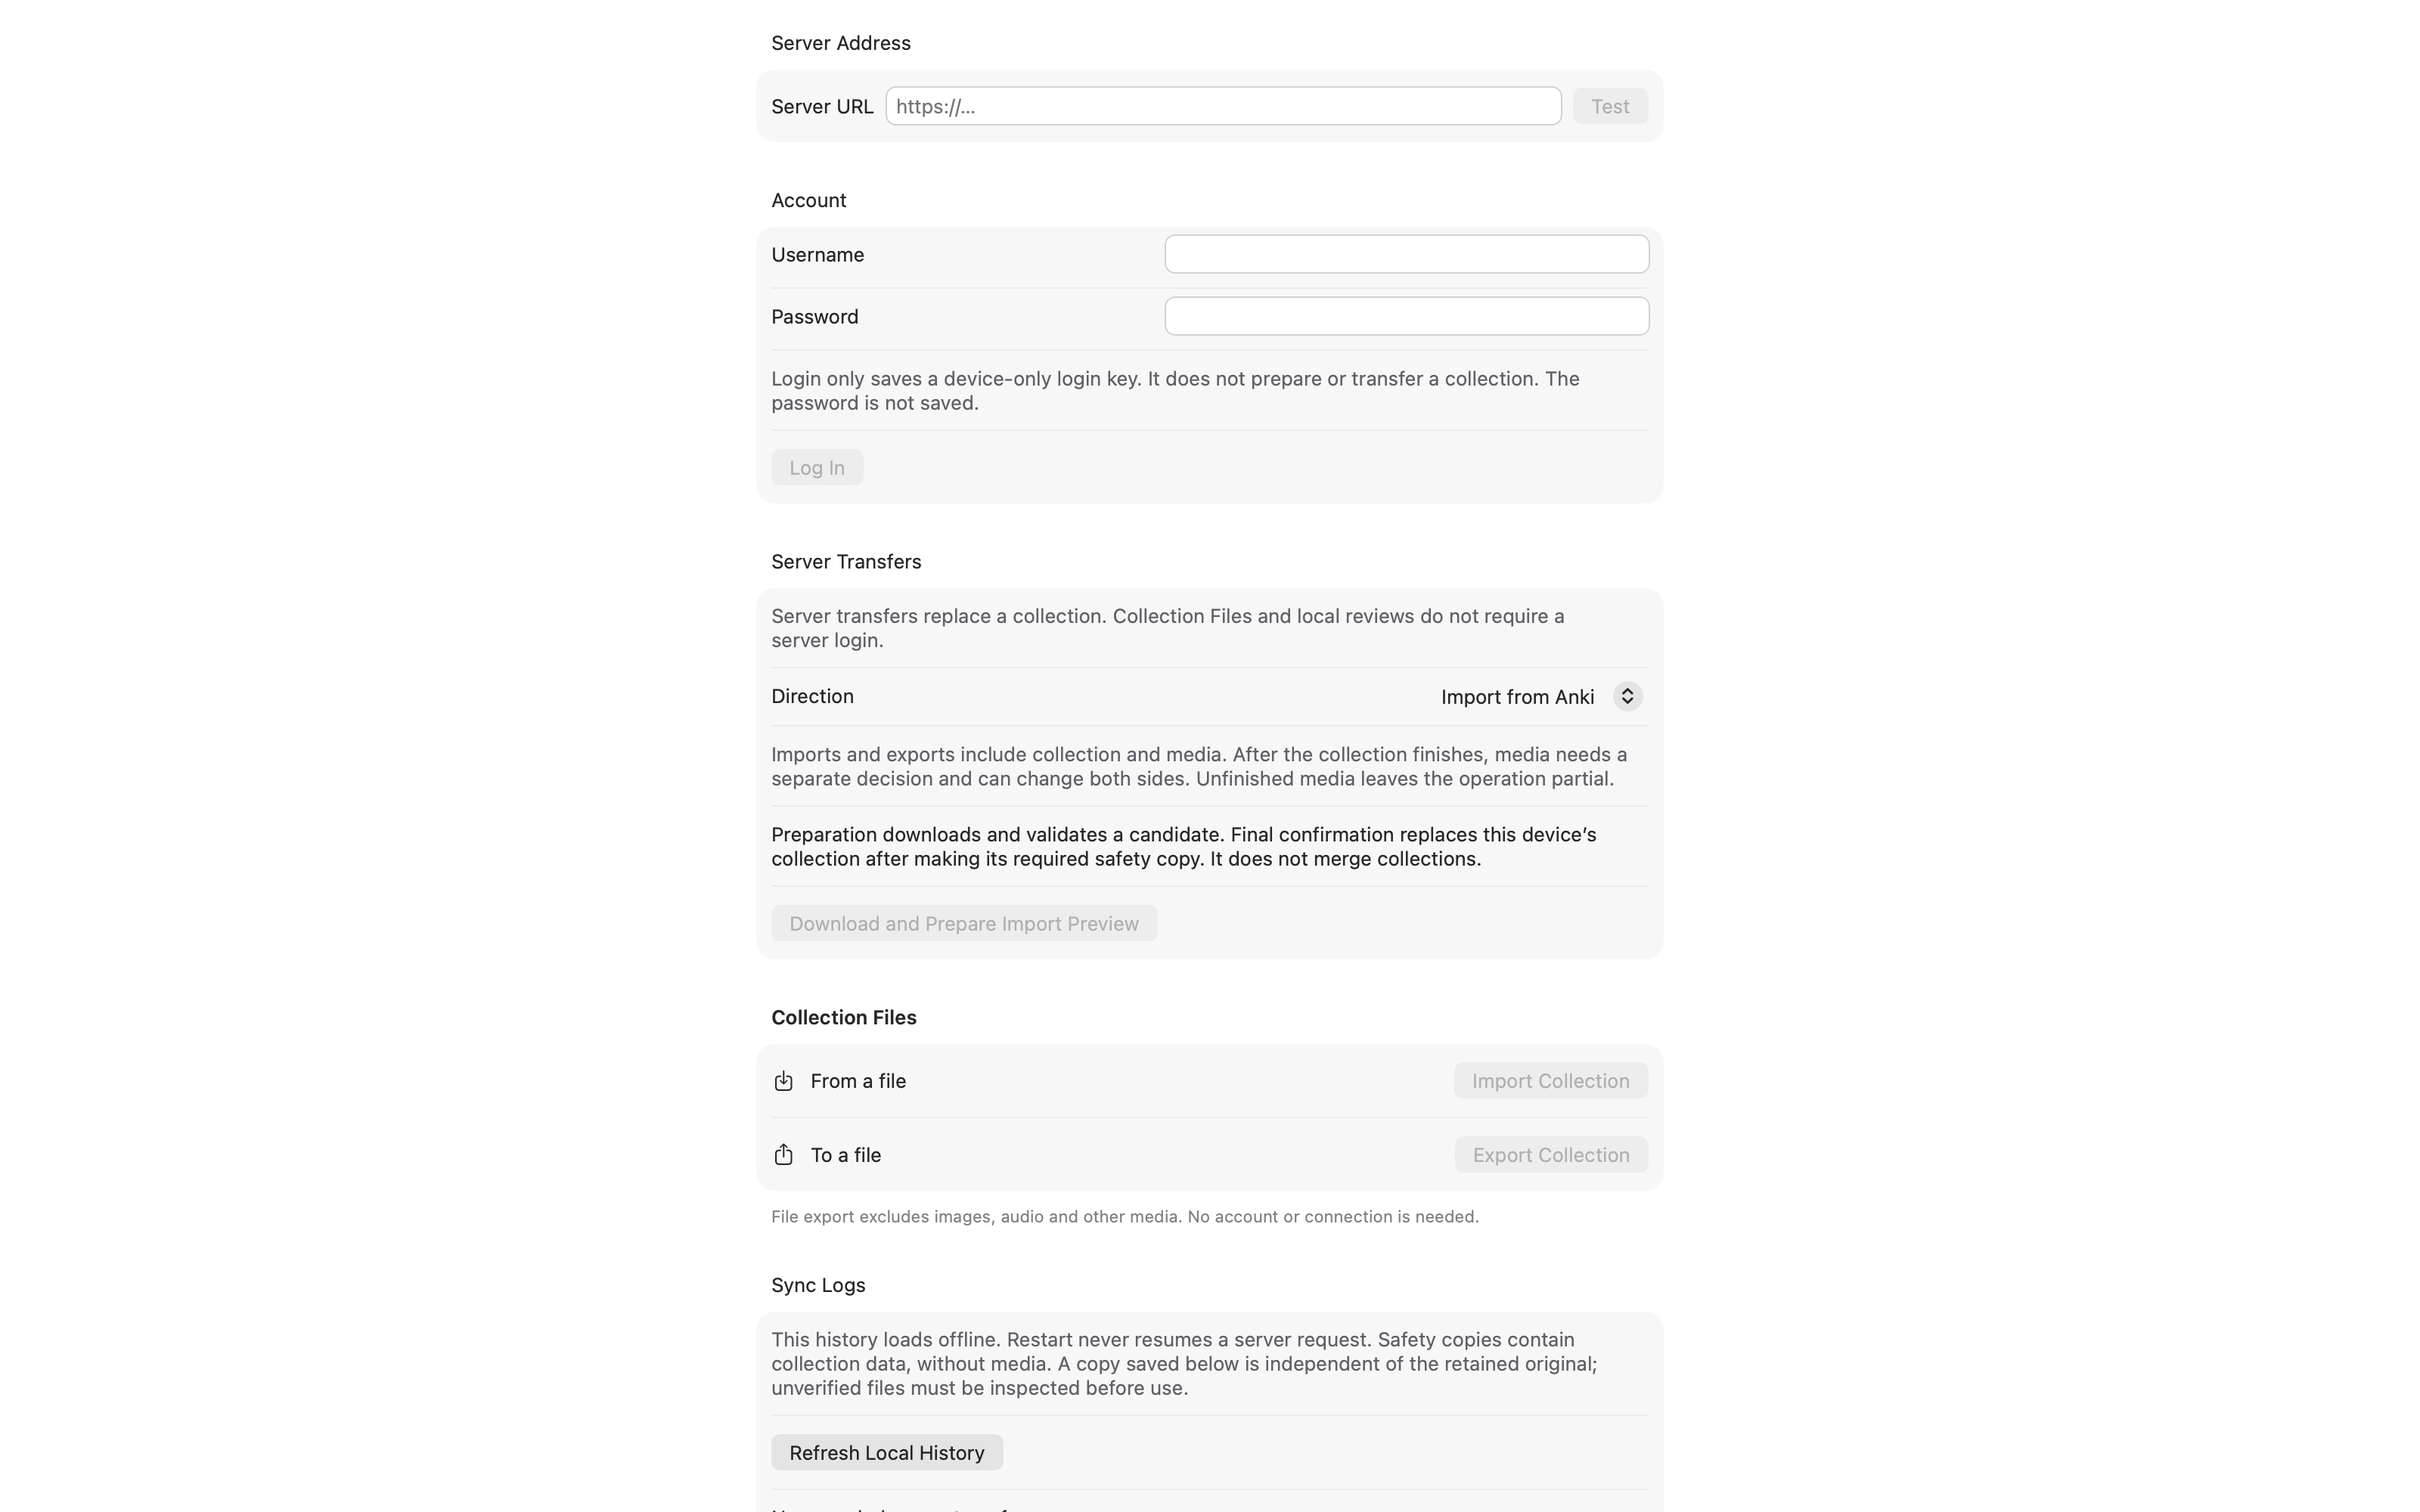 Server Address
Server URL https://... Test
Account
Username
Password
Login only saves a device-only login key. It does not prepare or transfer a collection. The
password is not saved.
Log In
Server Transfers
Server transfers replace a collection. Collection Files and local reviews do not require a
server login.
Direction Import from Anki
Imports and exports include collection and media. After the collection finishes, media needs a
separate decision and can change both sides. Unfinished media leaves the operation partial.
Preparation downloads and validates a candidate. Final confirmation replaces this device’s
collection after making its required safety copy. It does not merge collections.
Download and Prepare Import Preview
Collection Files
From a file Import Collection
To a file Export Collection
File export excludes images, audio and other media. No account or connection is needed.
Sync Logs
This history loads offline. Restart never resumes a server request. Safety copies contain
collection data, without media. A copy saved below is independent of the retained original;
unverified files must be inspected before use.
Refresh Local History